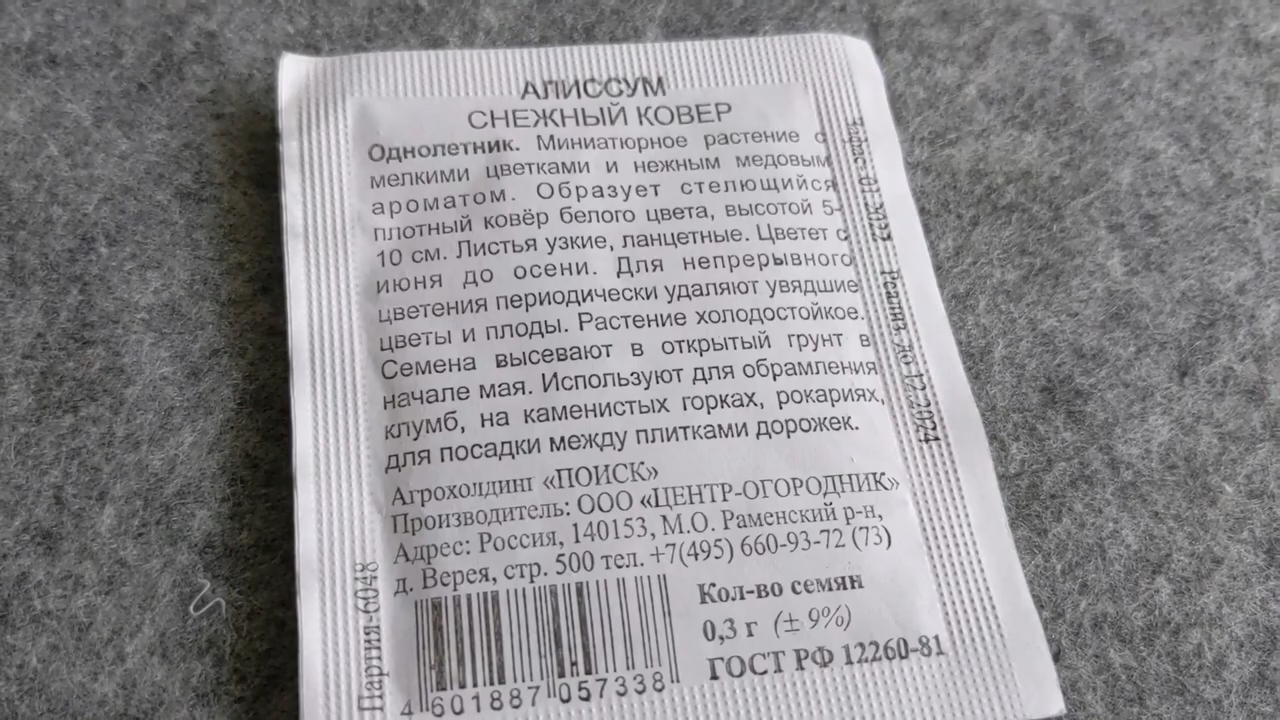 АЛИССУМ
СНЕЖНЫЙ КОВЕР
Однолетник. Миниатюрное растение с
мелкими цветками и нежным медовым
ароматом. Образует стелющийся
плотный ковёр белого цвета, высотой 5-
10 см. Листья узкие, ланцетные. Цветет с
июня до осени. Для непрерывного
цветения периодически удаляют увядшие
цветы и плоды. Растение холодостойкое.
Семена высевают в открытый грунт в
начале мая. Используют для обрамления
клумб, на каменистых горках, рокариях,
для посадки между плитками дорожек.
Агрохолдинг «ПОИСК»
Производитель: ООО «ЦЕНТР-ОГОРОДНИК»
Адрес: Россия, 140153, М.О. Раменский р-н,
д. Верея, стр. 500 тел. +7(495) 660-93-72 (73)
Кол-во семян
0,3 г (± 9%)
ГОСТ РФ 12260-81
4 601887 057338
Партия-6048
Реализ. до 12.2024